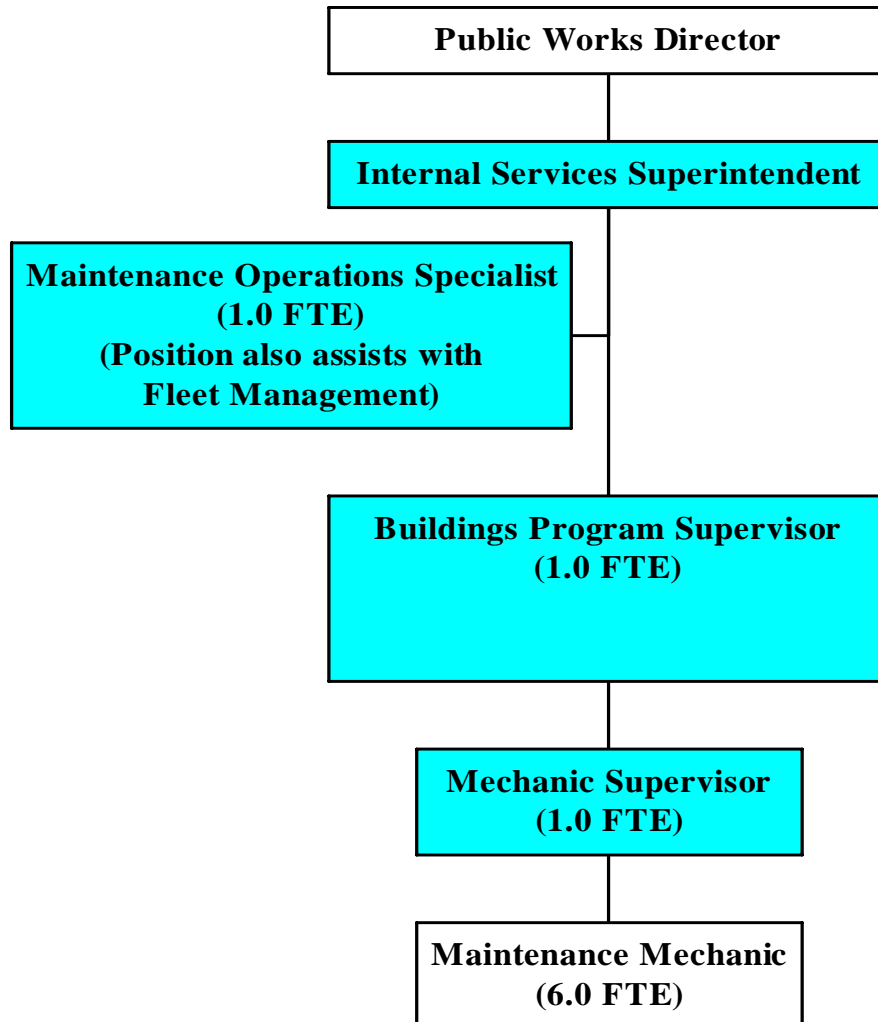 Public Works Director
Internal Services Superintendent
Maintenance Operations Specialist
(1.0 FTE)
(Position also assists with
Fleet Management)
Buildings Program Supervisor
(1.0 FTE)
Mechanic Supervisor
(1.0 FTE)
Maintenance Mechanic
(6.0 FTE)